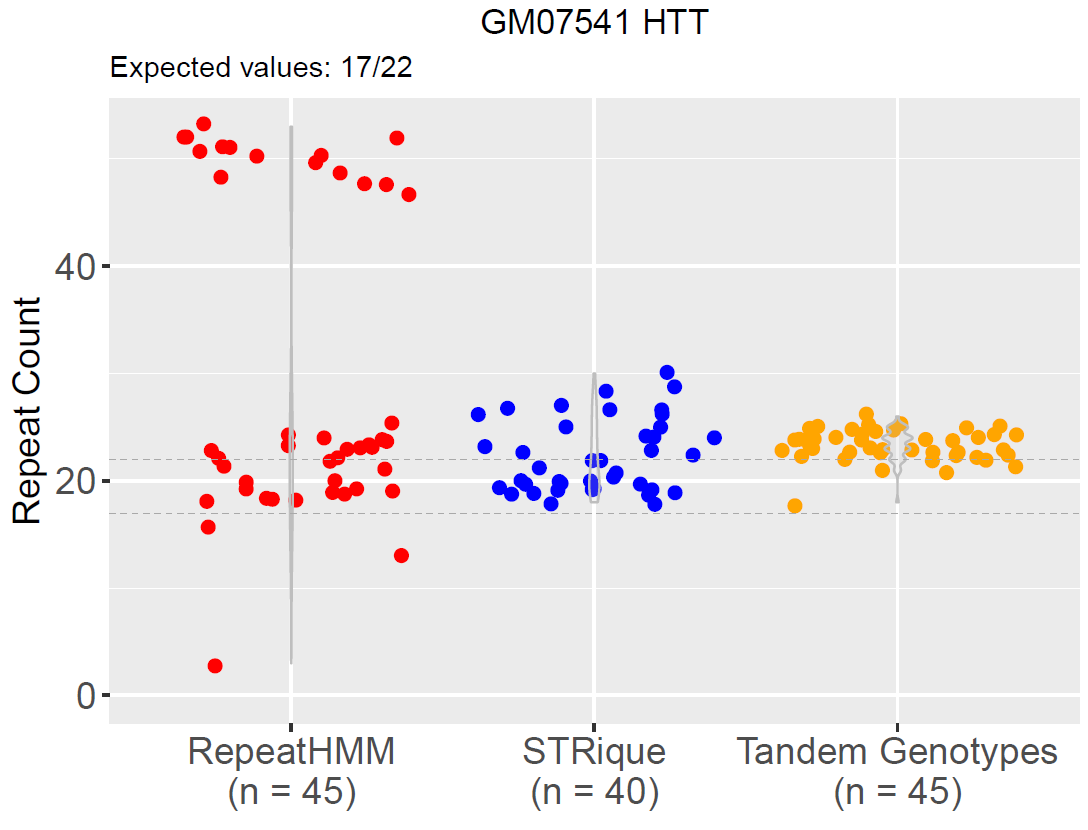 GM07541 HTT
Expected values: 17/22
Repeat Count
40
20
0
RepeatHMM
(n = 45)
STRique
(n = 40)
Tandem Genotypes
(n = 45)